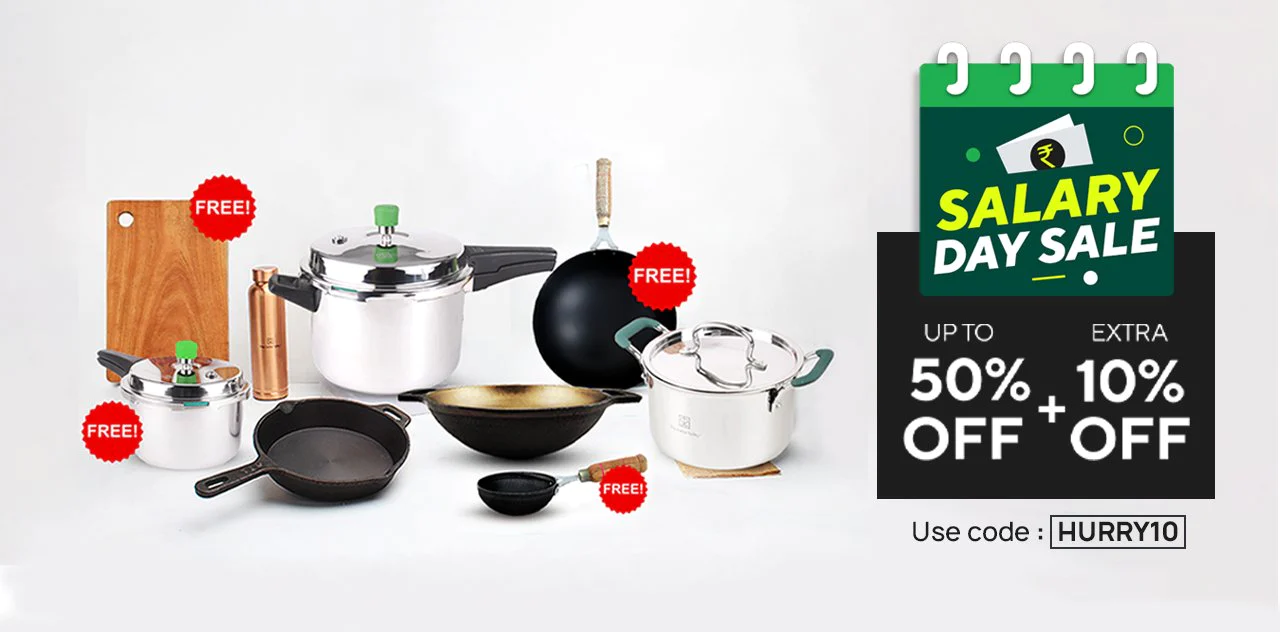 FREE!
FREE!
FREE!
FREE!
₹
SALARY
DAY SALE
UP TO
50%
OFF
+
EXTRA
10%
OFF
Use code : HURRY10